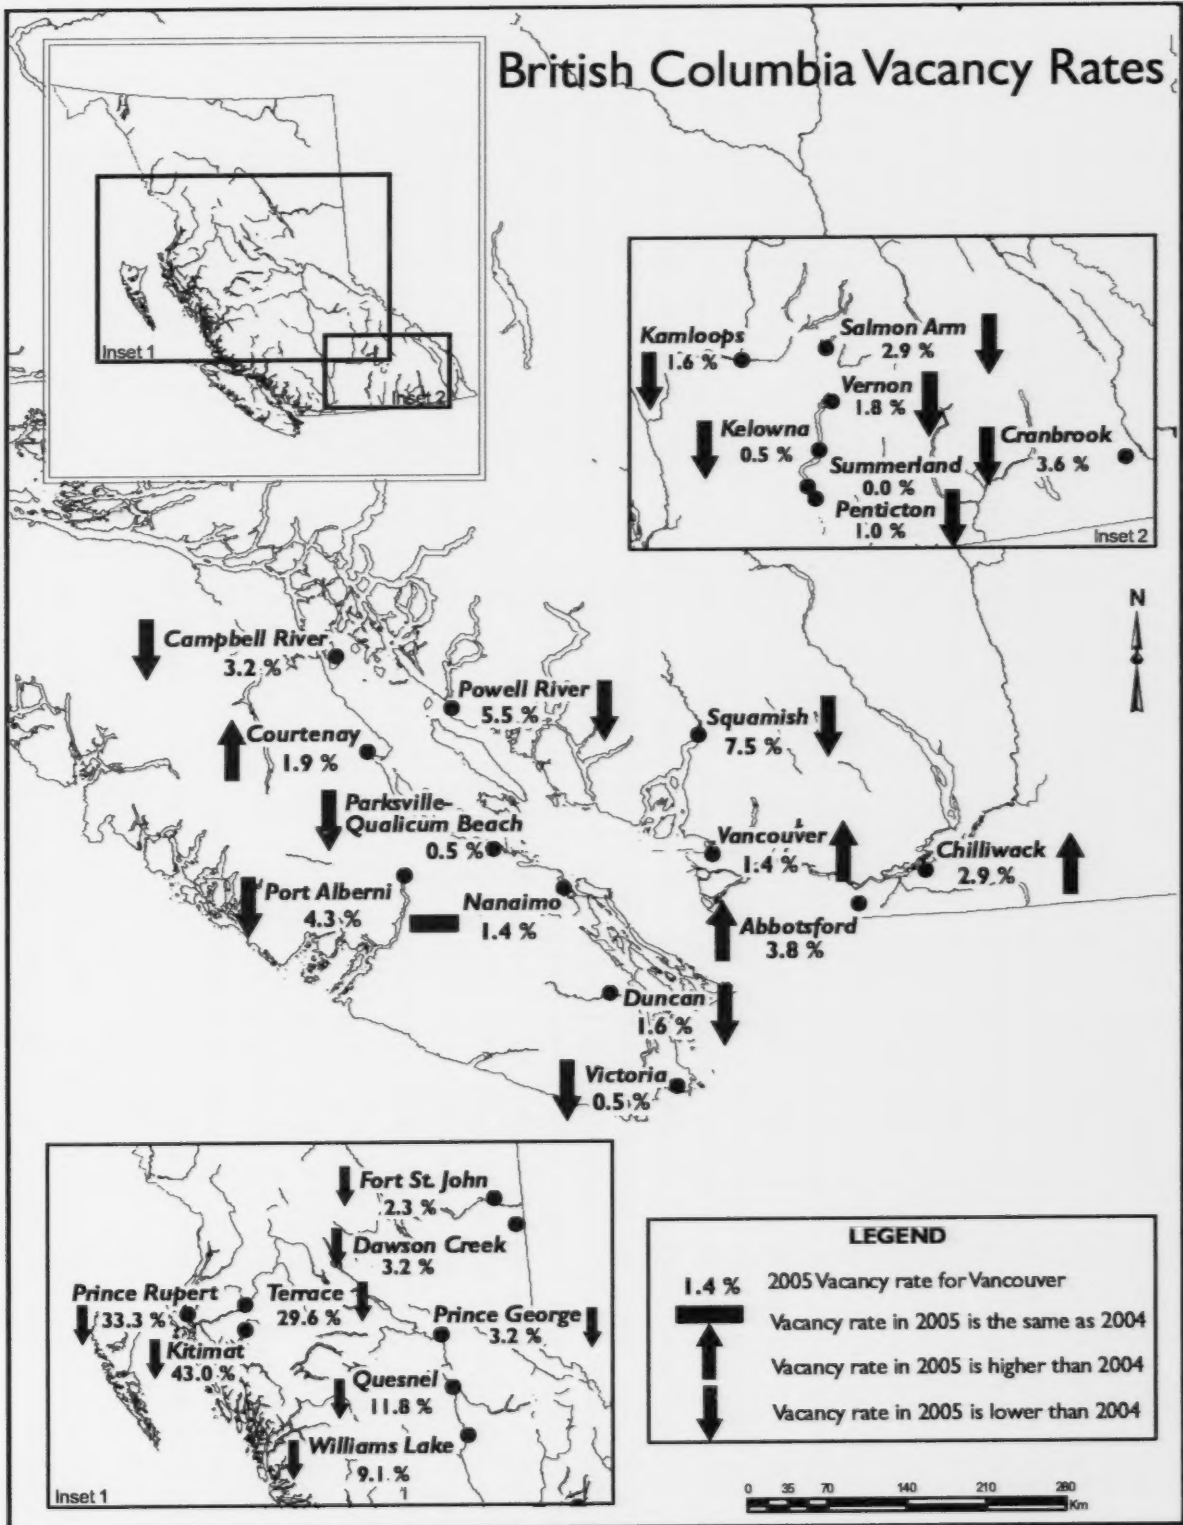 British Columbia Vacancy Rates
Inset 1
Inset 2
Kamloops
1.6 %
Salmon Arm
2.9 %
Vernon
1.8 %
Kelowna
0.5 %
Cranbrook
3.6 %
Summerland
0.0 %
Penticton
1.0 %
Inset 2
N
Campbell River
3.2 %
Powell River
5.5 %
Squamish
7.5 %
Courtenay
1.9 %
Parksville-
Qualicum Beach
0.5 %
Vancouver
1.4 %
Chilliwack
2.9 %
Port Alberni
4.3 %
Nanaimo
1.4 %
Abbotsford
3.8 %
Duncan
1.6 %
Victoria
0.5 %
Fort St. John
2.3 %
Dawson Creek
3.2 %
Prince Rupert
33.3 %
Terrace
29.6 %
Prince George
3.2 %
Kitimat
43.0 %
Quesnel
11.8 %
Williams Lake
9.1 %
Inset 1
LEGEND
1.4 % 2005 Vacancy rate for Vancouver
Vacancy rate in 2005 is the same as 2004
Vacancy rate in 2005 is higher than 2004
Vacancy rate in 2005 is lower than 2004
0 35 70 140 210 280
Km